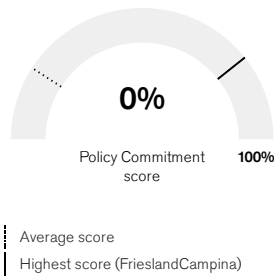 0%
Policy Commitment
score
100%
Average score
Highest score (FrieslandCampina)